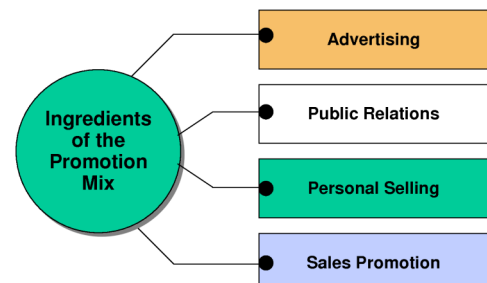 Ingredients
of the
Promotion
Mix
Advertising
Public Relations
Personal Selling
Sales Promotion